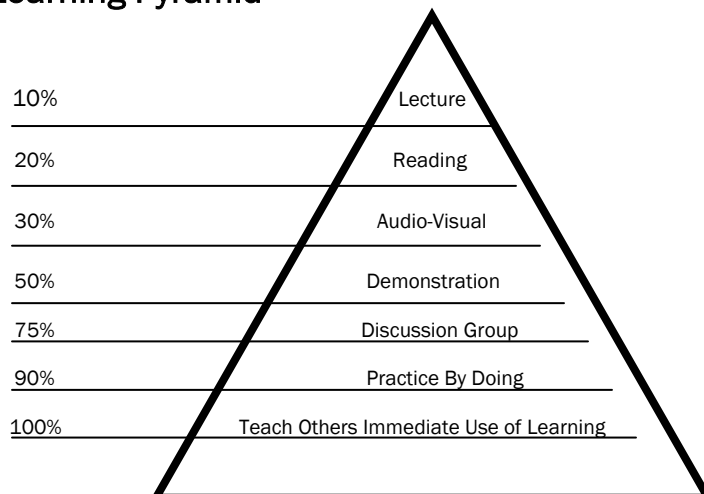 Learning Pyramid
10% Lecture
20% Reading
30% Audio-Visual
50% Demonstration
75% Discussion Group
90% Practice By Doing
100% Teach Others Immediate Use of Learning